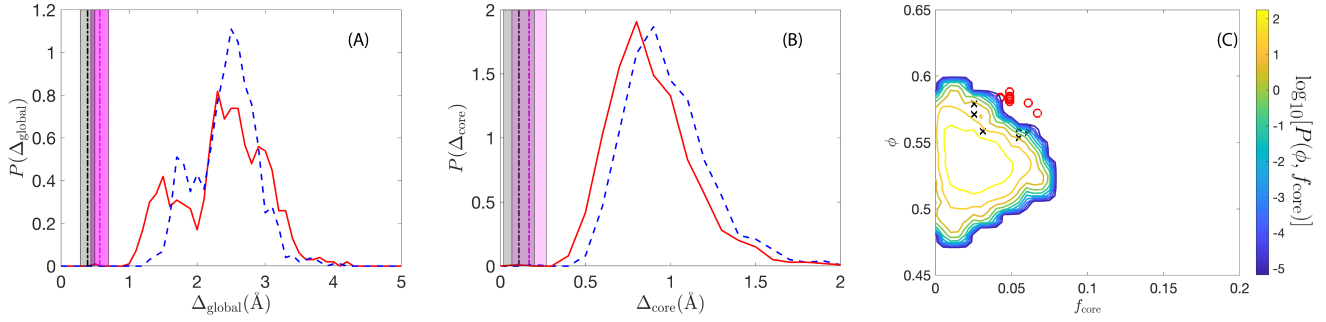 (A)
1.2
1
0.8
0.6
0.4
0.2
0
P(Δglobal)
0 1 2 3 4 5
Δglobal(Å)
(B)
2
1.5
1
0.5
0
P(Δcore)
0 0.5 1 1.5 2
Δcore(Å)
(C)
0.65
0.6
0.55
0.5
0.45
ϕ
0 0.05 0.1 0.15 0.2
fcore
2
1
0
-1
-2
-3
-4
-5
log10[P(ϕ, fcore)]